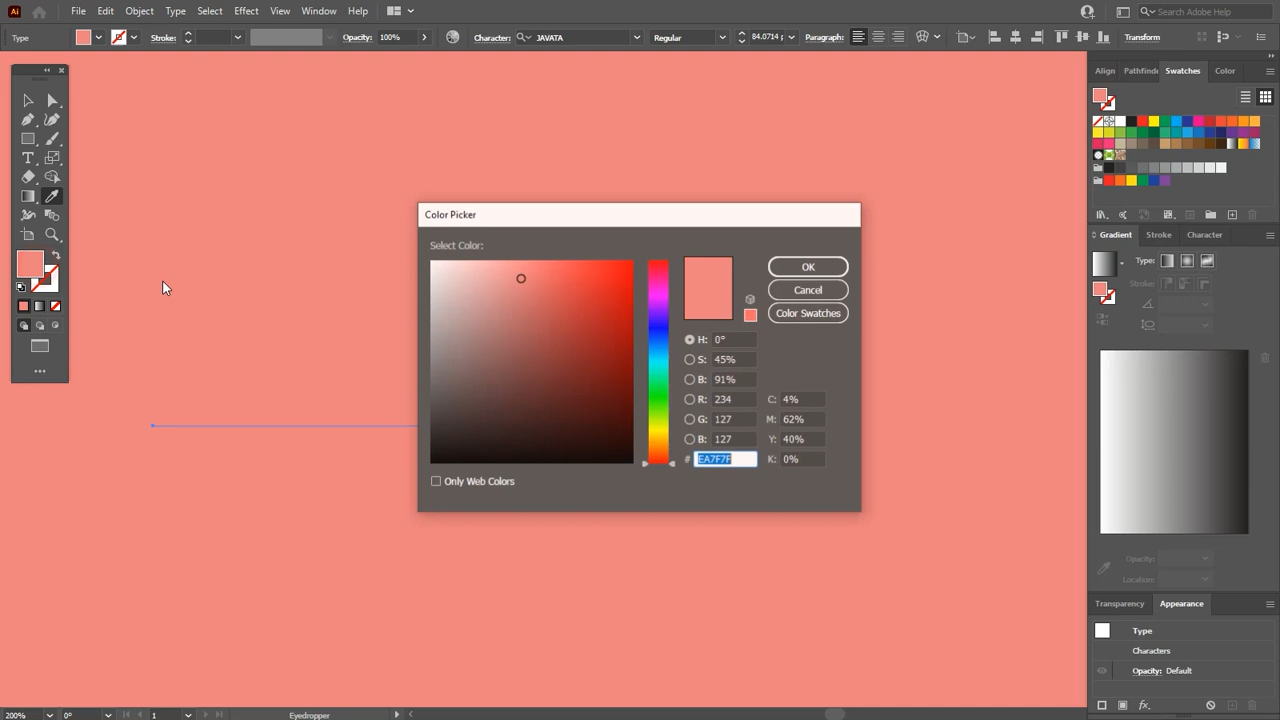 Ai File Edit Object Type Select Effect View Window Help Search Adobe Help
Type Stroke: Opacity: 100% Character: JAVATA Regular 84.0714 p Paragraph: Transform
Align Pathfinde Swatches Color
Color Picker
Select Color:
OK
Cancel
Color Swatches
H: 0°
S: 45%
B: 91%
R: 234 C: 4%
G: 127 M: 62%
B: 127 Y: 40%
# EA7F7F K: 0%
Only Web Colors
Gradient Stroke Character
Type:
Stroke:
Opacity:
Location:
Transparency Appearance
Type
Characters
Opacity: Default
fx
200% 0° 1 Eyedropper